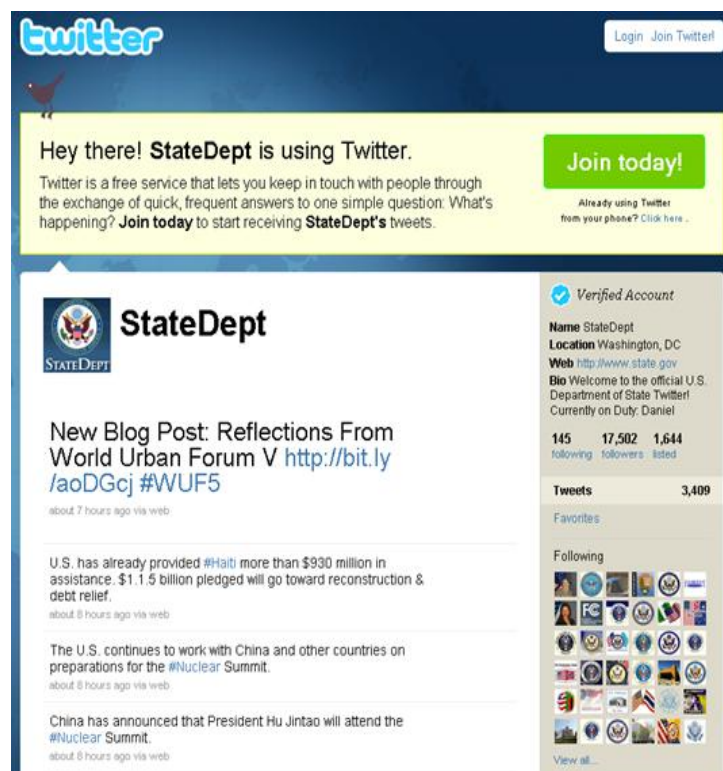 twitter
Login Join Twitter!
Hey there! StateDept is using Twitter.
Twitter is a free service that lets you keep in touch with people through
the exchange of quick, frequent answers to one simple question: What's
happening? Join today to start receiving StateDept's tweets.
Join today!
Already using Twitter
from your phone? Click here .
STATEDEPT
StateDept
New Blog Post: Reflections From
World Urban Forum V http://bit.ly
/aoDGcj #WUF5
about 7 hours ago via web
U.S. has already provided #Haiti more than $930 million in
assistance. $1.1.5 billion pledged will go toward reconstruction &
debt relief.
about 8 hours ago via web
The U.S. continues to work with China and other countries on
preparations for the #Nuclear Summit.
about 8 hours ago via web
China has announced that President Hu Jintao will attend the
#Nuclear Summit.
about 8 hours ago via web
Verified Account
Name StateDept
Location Washington, DC
Web http://www.state.gov
Bio Welcome to the official U.S.
Department of State Twitter!
Currently on Duty: Daniel
145 17,502 1,644
following followers listed
Tweets 3,409
Favorites
Following
FC
View all...